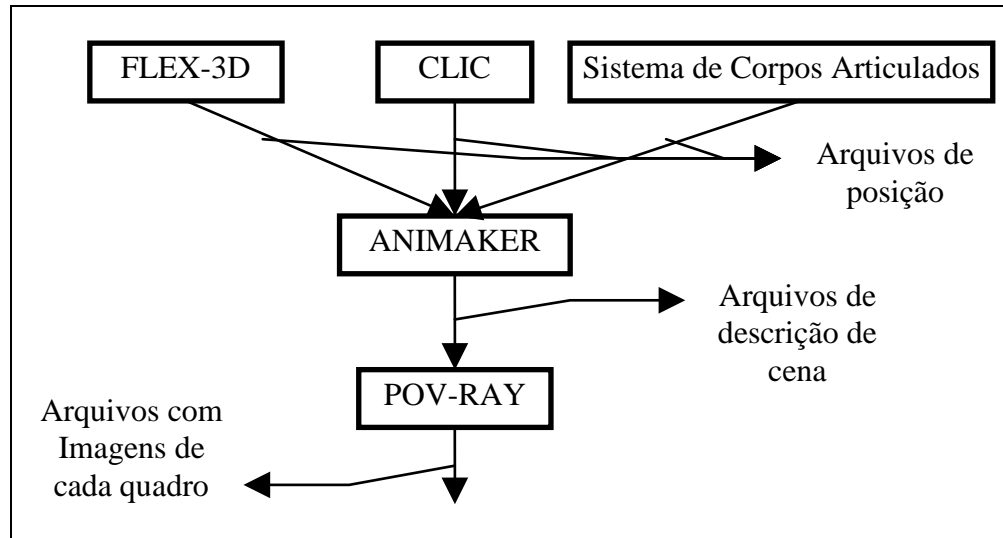 FLEX-3D
CLIC
Sistema de Corpos Articulados
Arquivos de
posição
ANIMAKER
Arquivos de
descrição de
cena
POV-RAY
Arquivos com
Imagens de
cada quadro